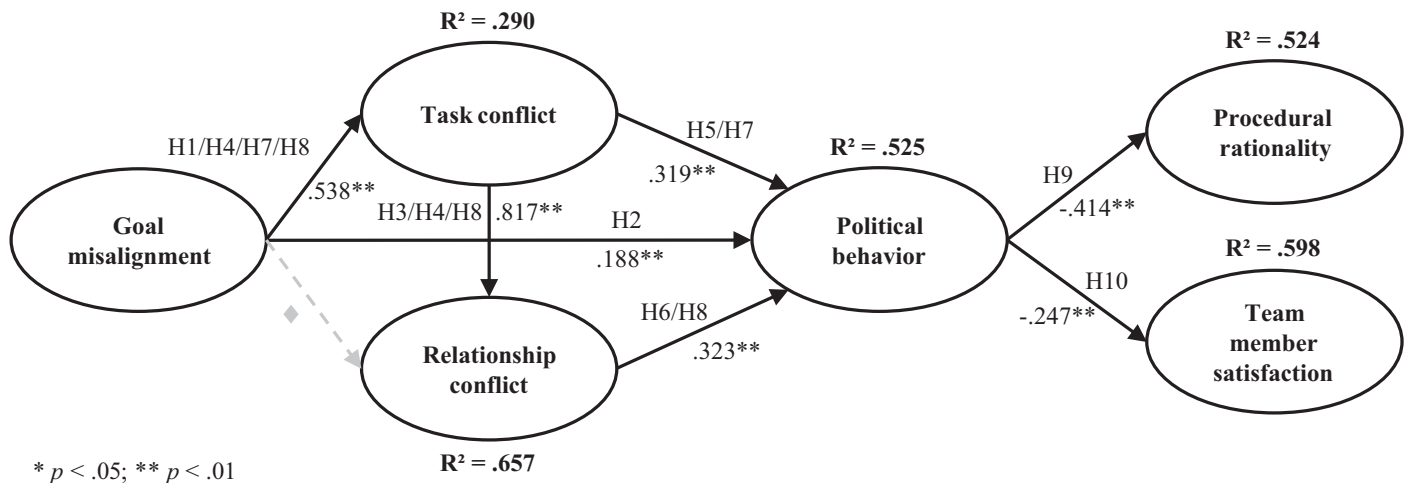 R² = .290
R² = .524
Task conflict
Procedural
rationality
H1/H4/H7/H8
H5/H7
R² = .525
.538**
.319**
H9
-.414**
H3/H4/H8
.817**
Goal
misalignment
H2
.188**
Political
behavior
R² = .598
H10
-.247**
H6/H8
.323**
Relationship
conflict
Team
member
satisfaction
R² = .657
* p < .05; ** p < .01